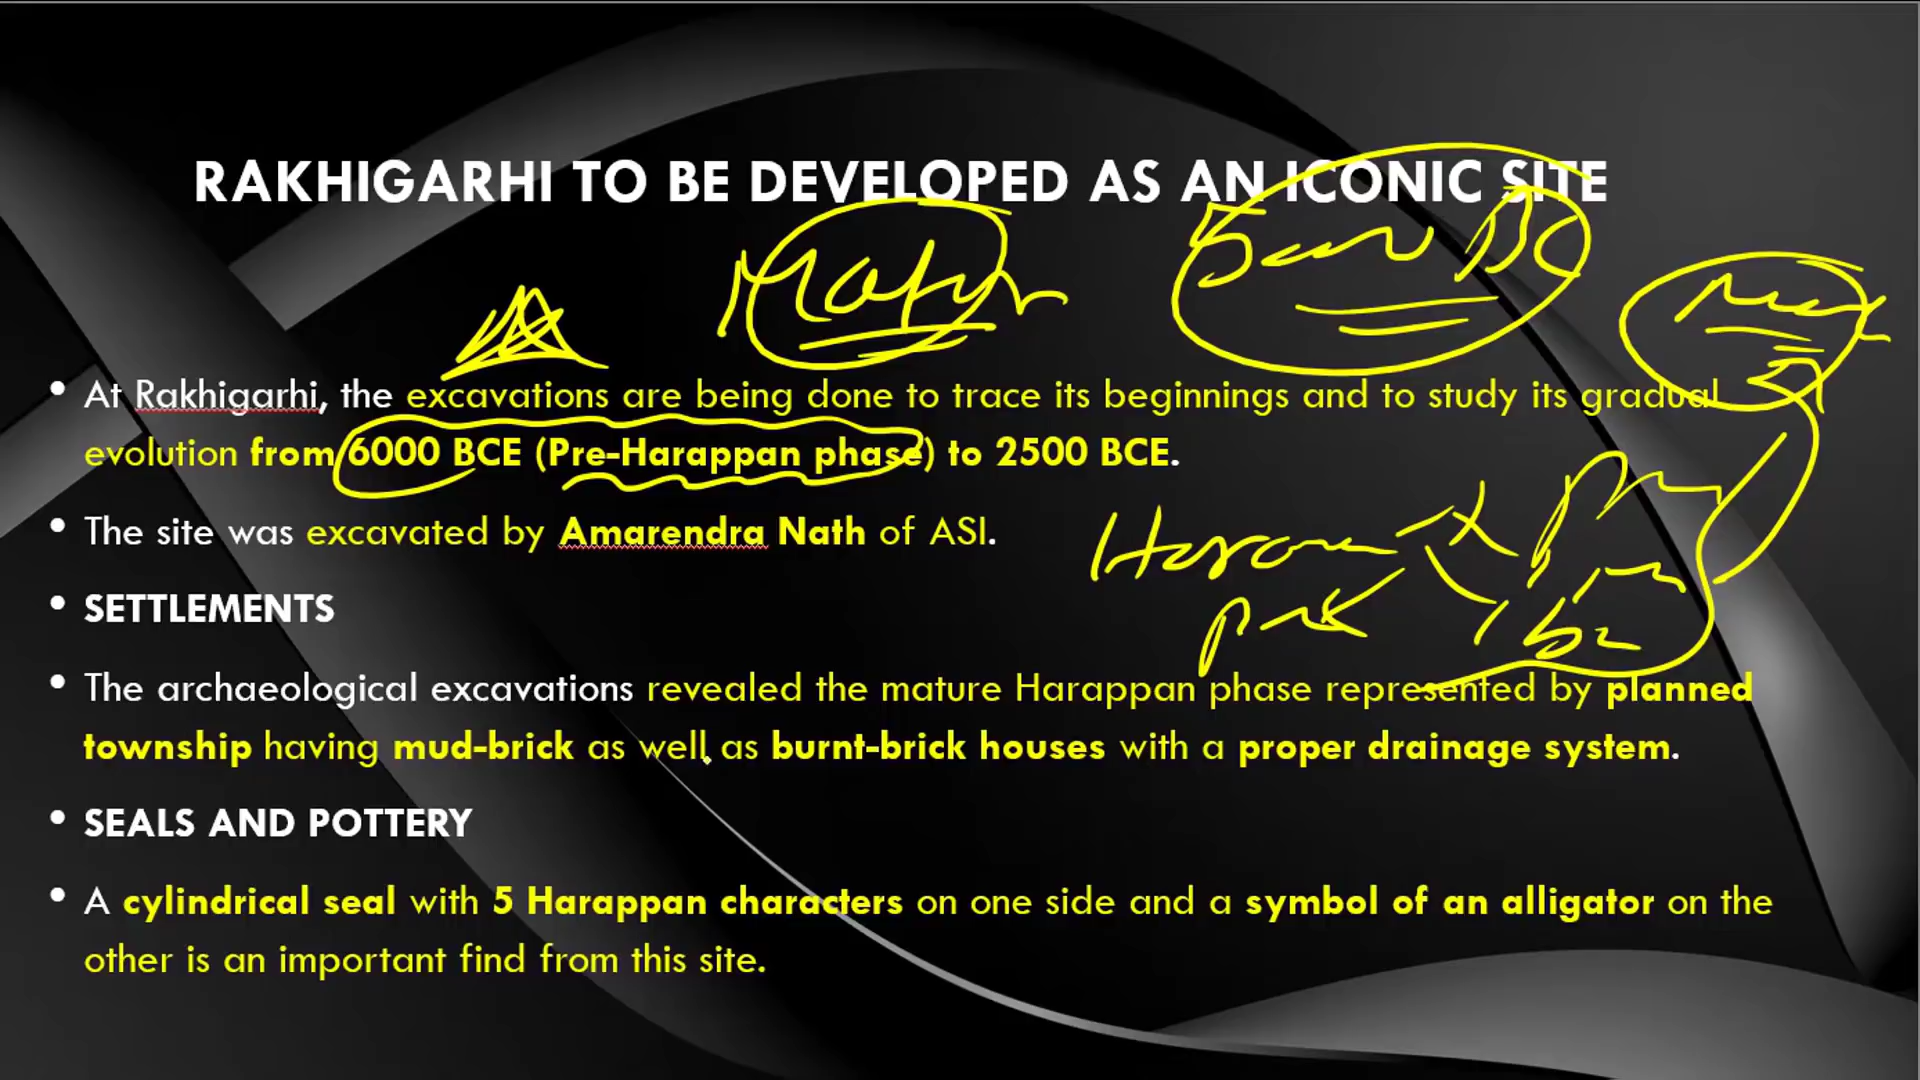 RAKHIGARHI TO BE DEVELOPED AS AN ICONIC SITE
• At Rakhigarhi, the excavations are being done to trace its beginnings and to study its gradual
evolution from 6000 BCE (Pre-Harappan phase) to 2500 BCE.
• The site was excavated by Amarendra Nath of ASI.
• SETTLEMENTS
• The archaeological excavations revealed the mature Harappan phase represented by planned
township having mud-brick as well as burnt-brick houses with a proper drainage system.
• SEALS AND POTTERY
• A cylindrical seal with 5 Harappan characters on one side and a symbol of an alligator on the
other is an important find from this site.